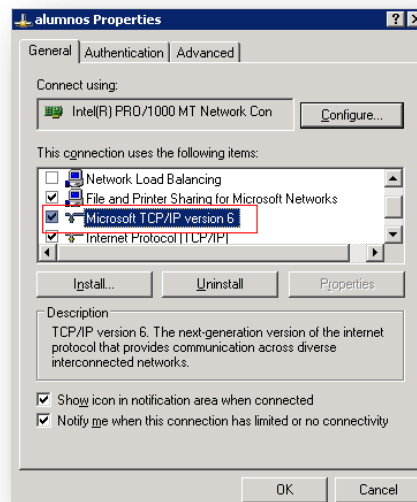 alumnos Properties
General Authentication Advanced
Connect using:
Intel(R) PRO/1000 MT Network Con Configure...
This connection uses the following items:
Network Load Balancing
File and Printer Sharing for Microsoft Networks
Microsoft TCP/IP version 6
Internet Protocol [TCP/IP]
Install... Uninstall Properties
Description
TCP/IP version 6. The next-generation version of the internet
protocol that provides communication across diverse
interconnected networks.
Show icon in notification area when connected
Notify me when this connection has limited or no connectivity
OK Cancel